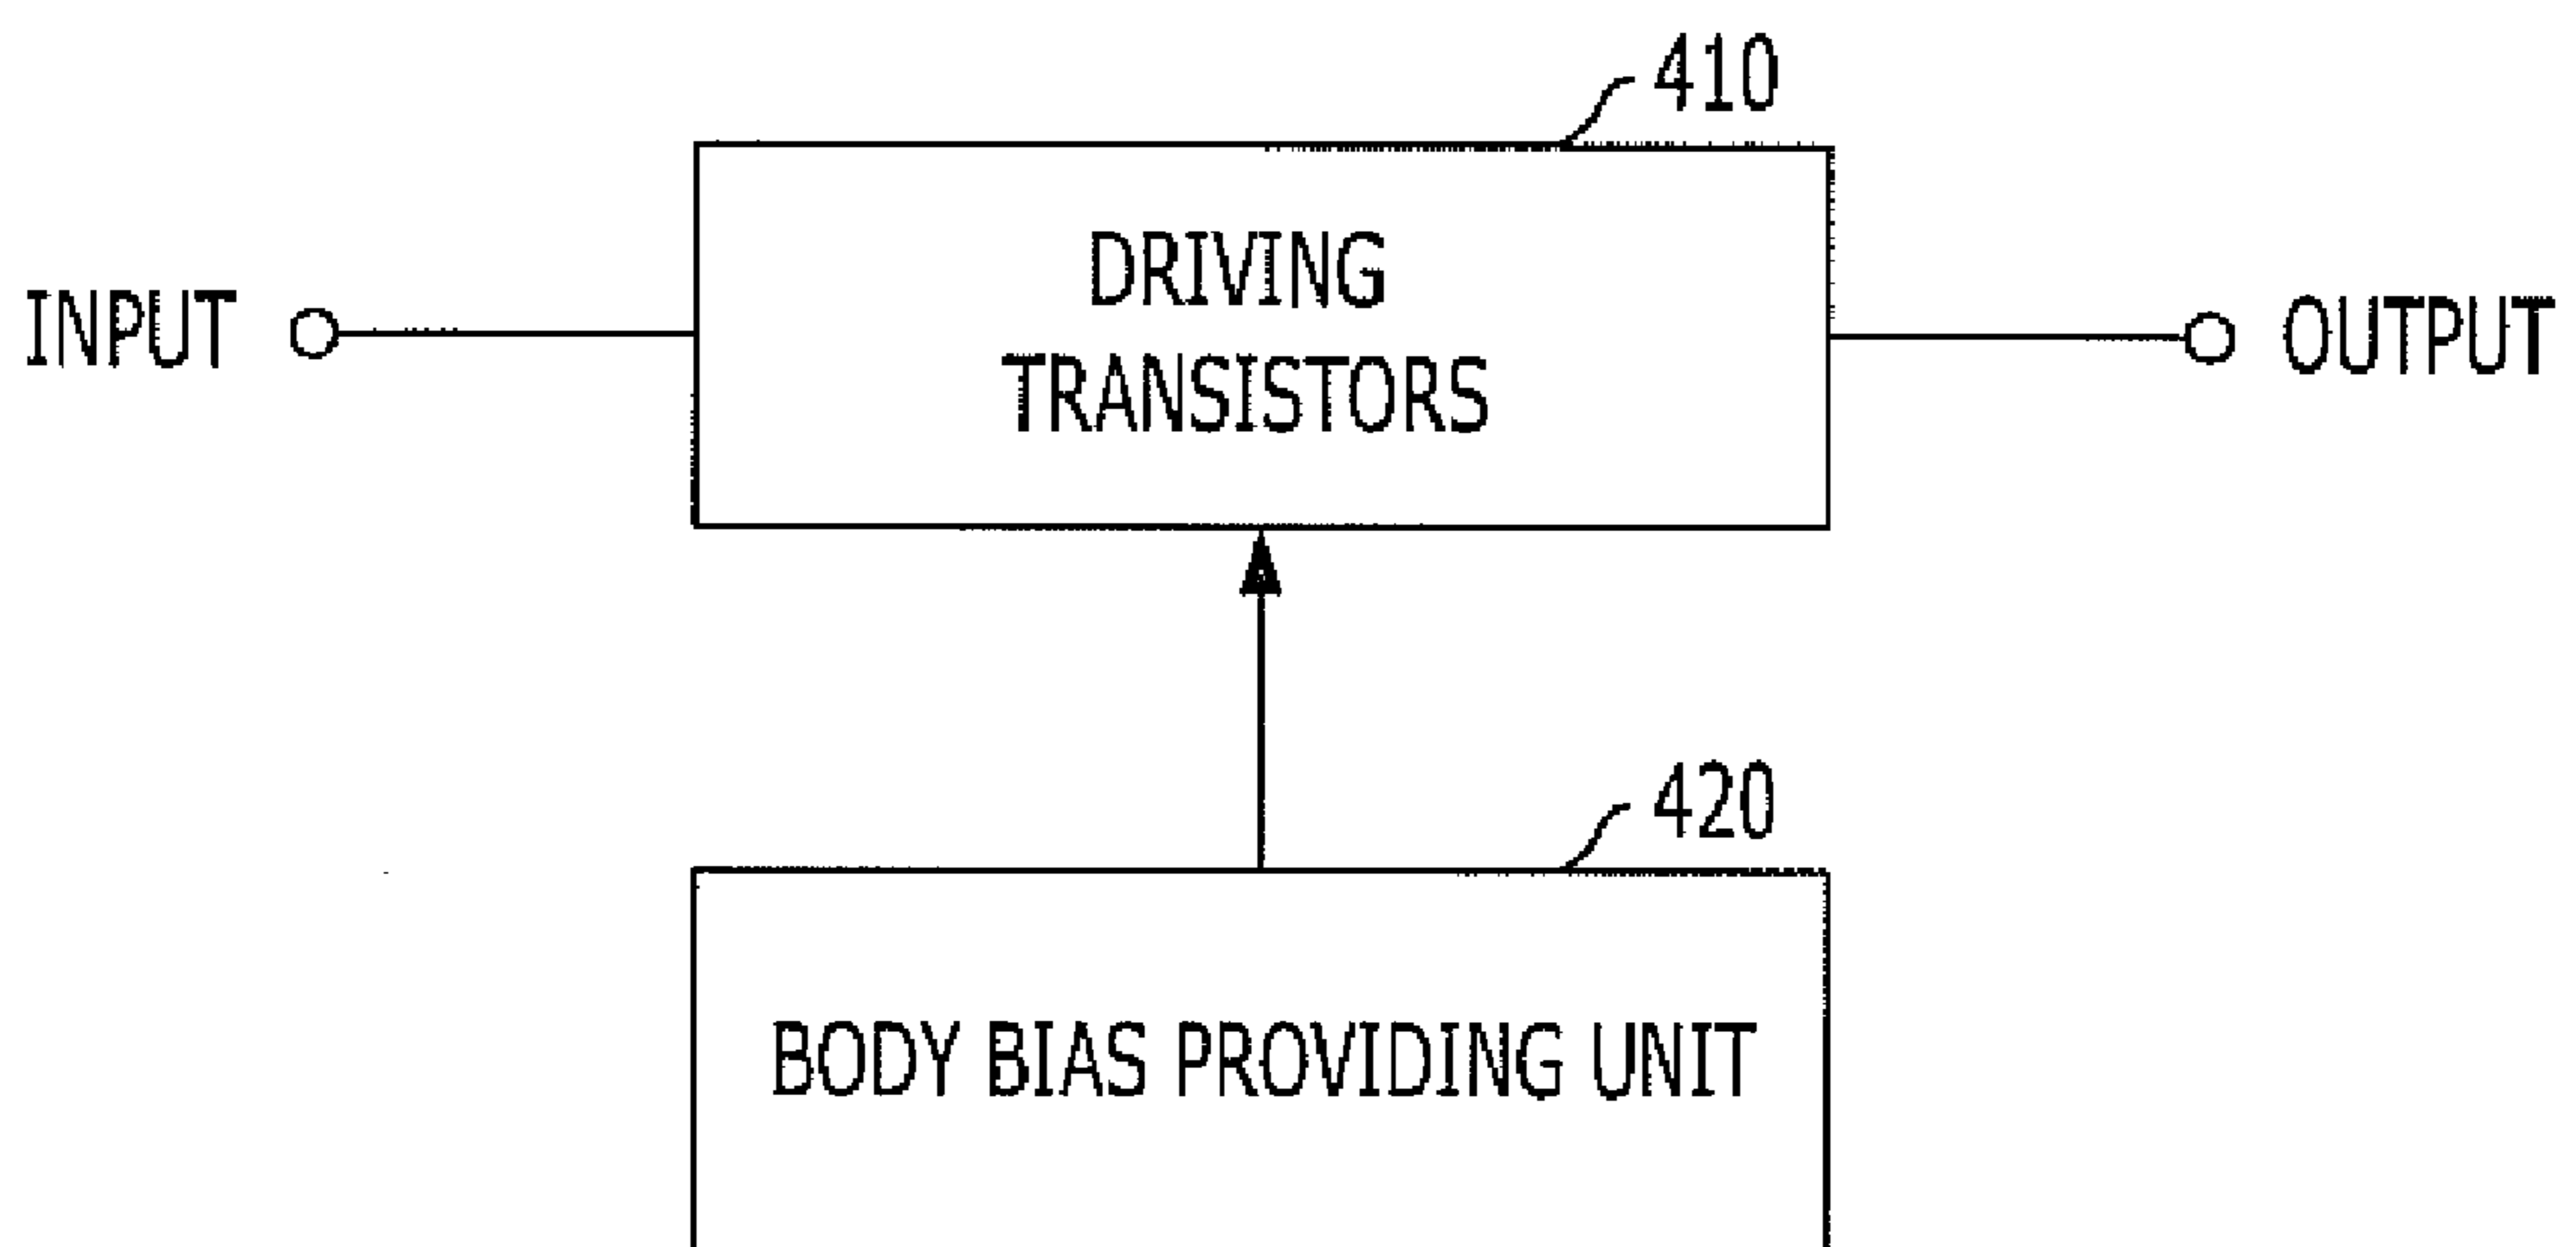 410
DRIVING
TRANSISTORS
INPUT
OUTPUT
420
BODY BIAS PROVIDING UNIT